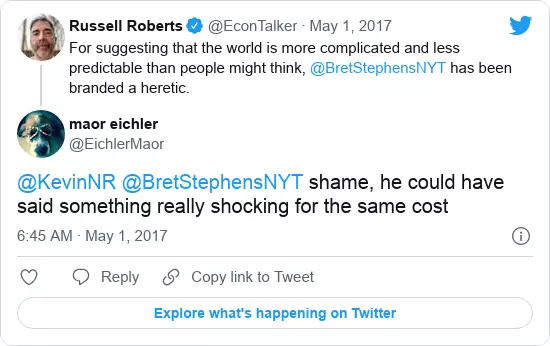 Russell Roberts @EconTalker · May 1, 2017
For suggesting that the world is more complicated and less
predictable than people might think, @BretStephensNYT has been
branded a heretic.
maor eichler
@EichlerMaor
@KevinNR @BretStephensNYT shame, he could have
said something really shocking for the same cost
6:45 AM · May 1, 2017
Reply Copy link to Tweet
Explore what's happening on Twitter